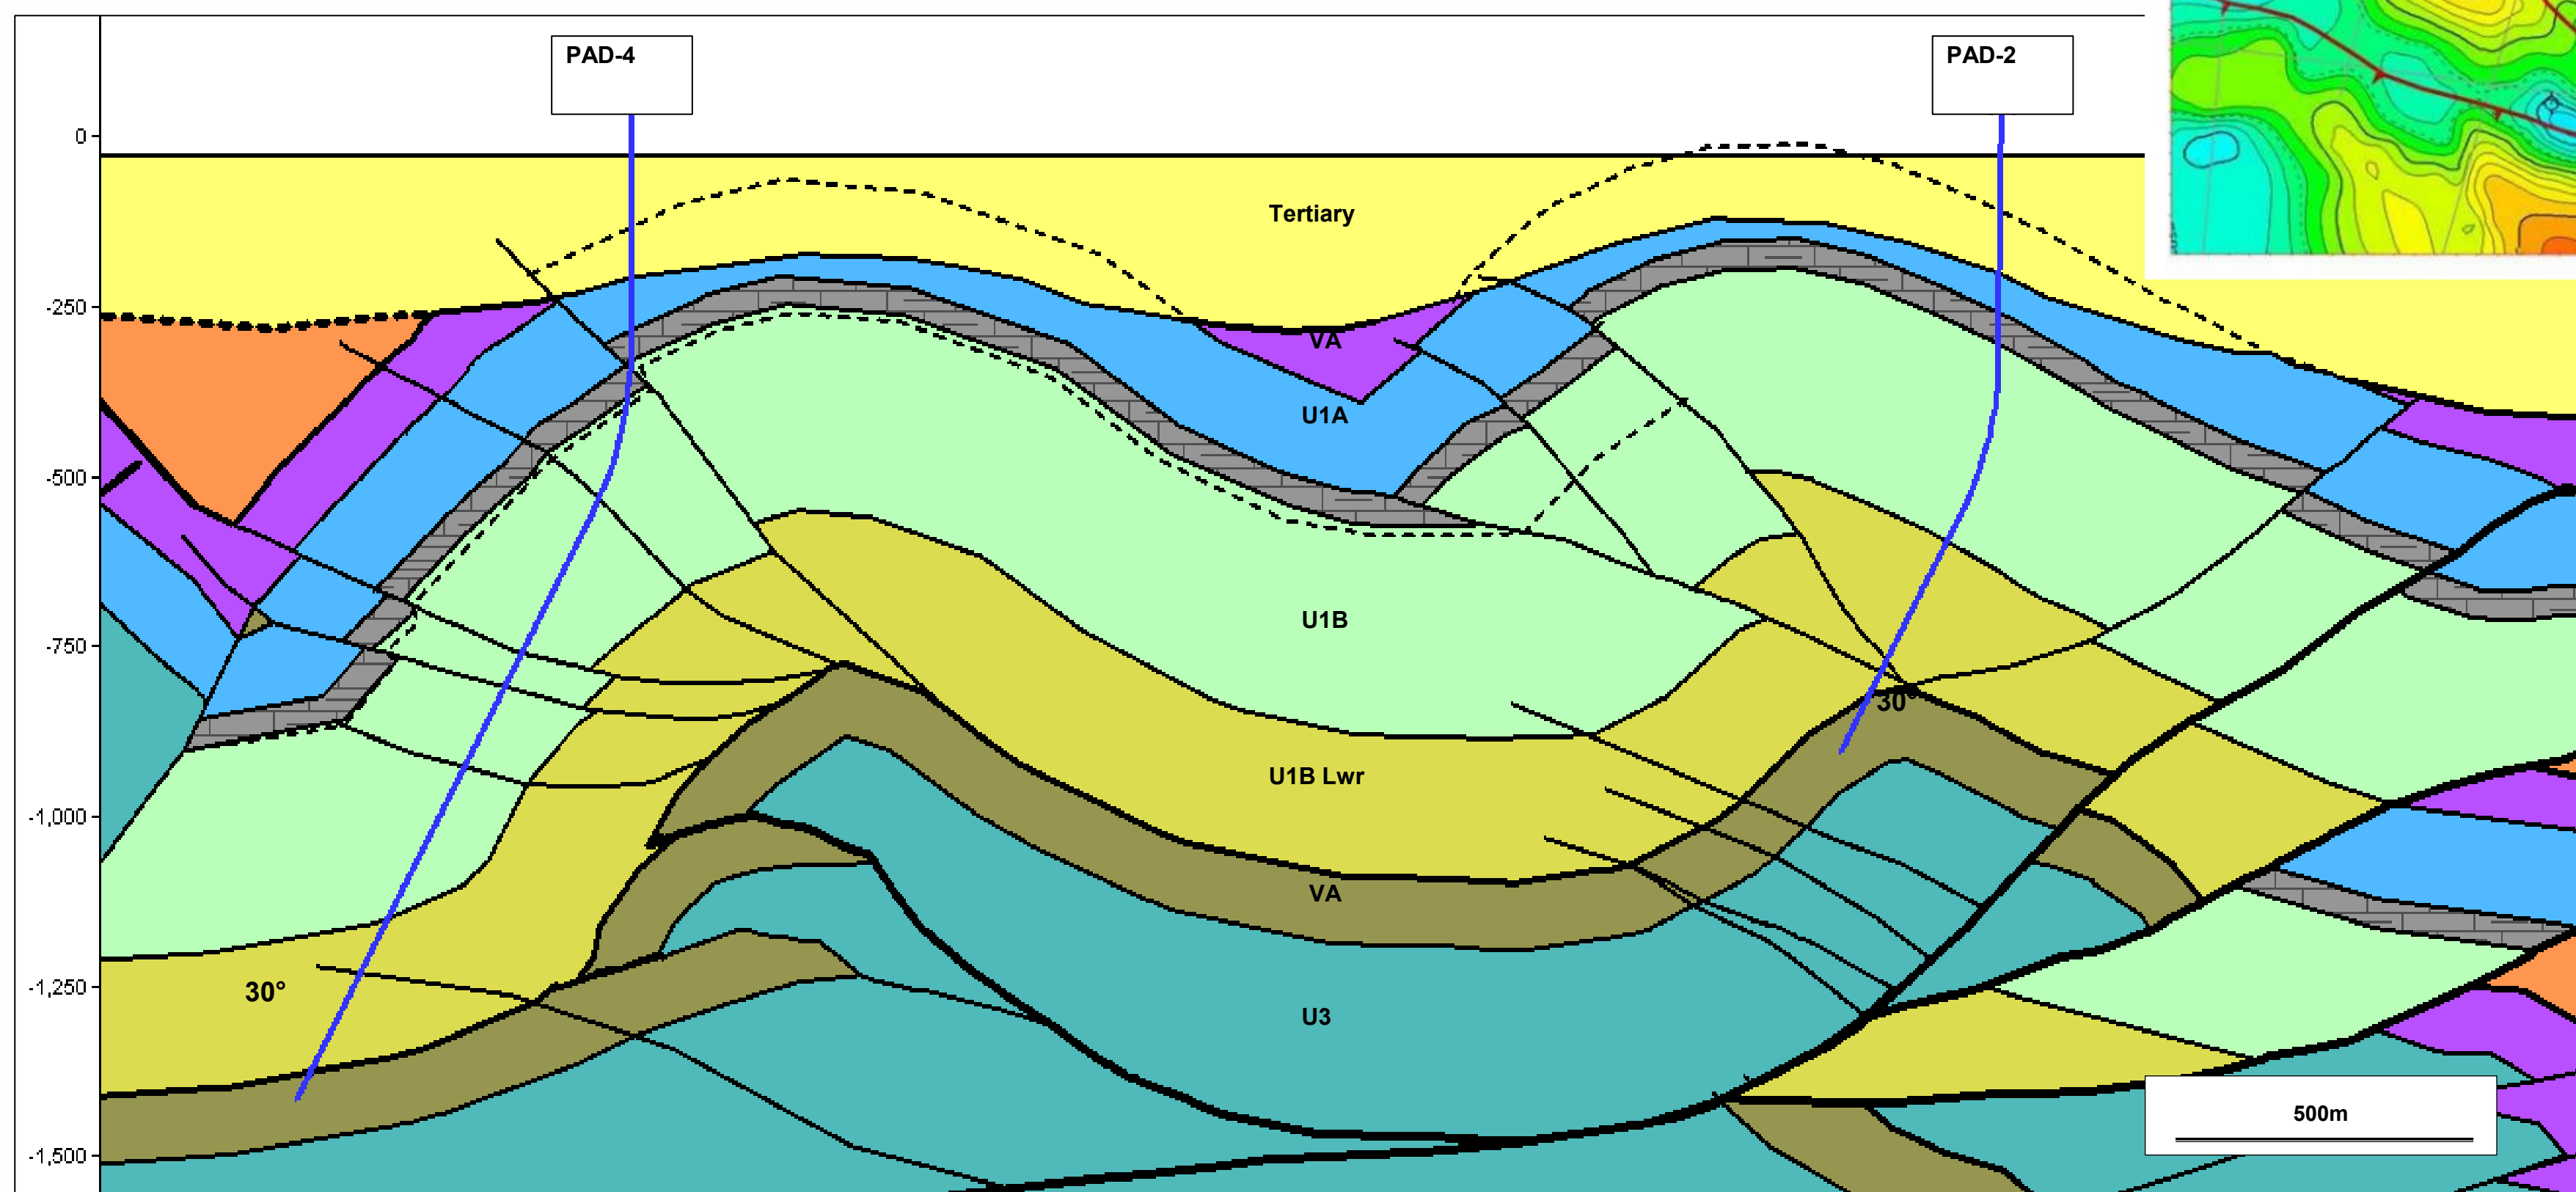 PAD-4
PAD-2
0
Tertiary
-250
VA
U1A
-500
U1B
-750
30°
U1B Lwr
-1,000
VA
-1,250
30°
U3
500m
-1,500